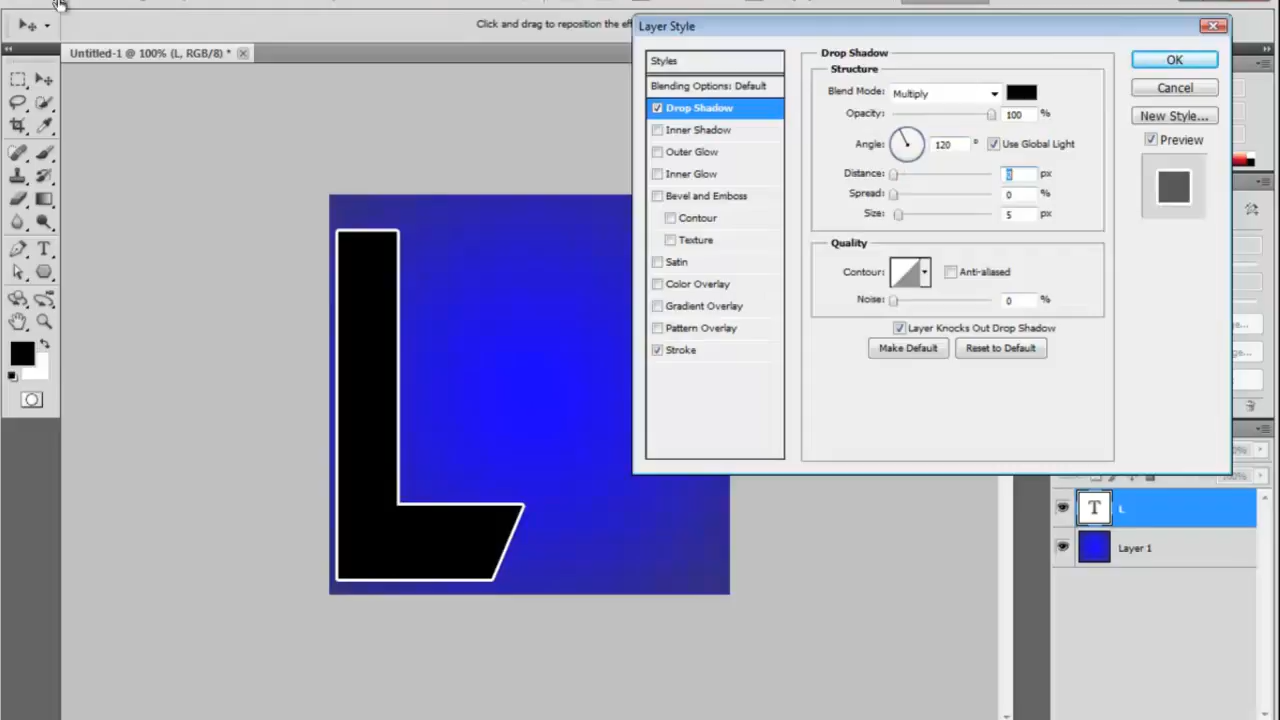 Click and drag to reposition the eff
Layer Style
Untitled-1 @ 100% (L, RGB/8) *
Styles
Blending Options: Default
Drop Shadow
Inner Shadow
Outer Glow
Inner Glow
Bevel and Emboss
Contour
Texture
Satin
Color Overlay
Gradient Overlay
Pattern Overlay
Stroke
Drop Shadow
Structure
Blend Mode: Multiply
Opacity: 100 %
Angle: 120 ° Use Global Light
Distance: 0 px
Spread: 0 %
Size: 5 px
Quality
Contour: Anti-aliased
Noise: 0 %
Layer Knocks Out Drop Shadow
Make Default Reset to Default
OK
Cancel
New Style...
Preview
L
T L
Layer 1